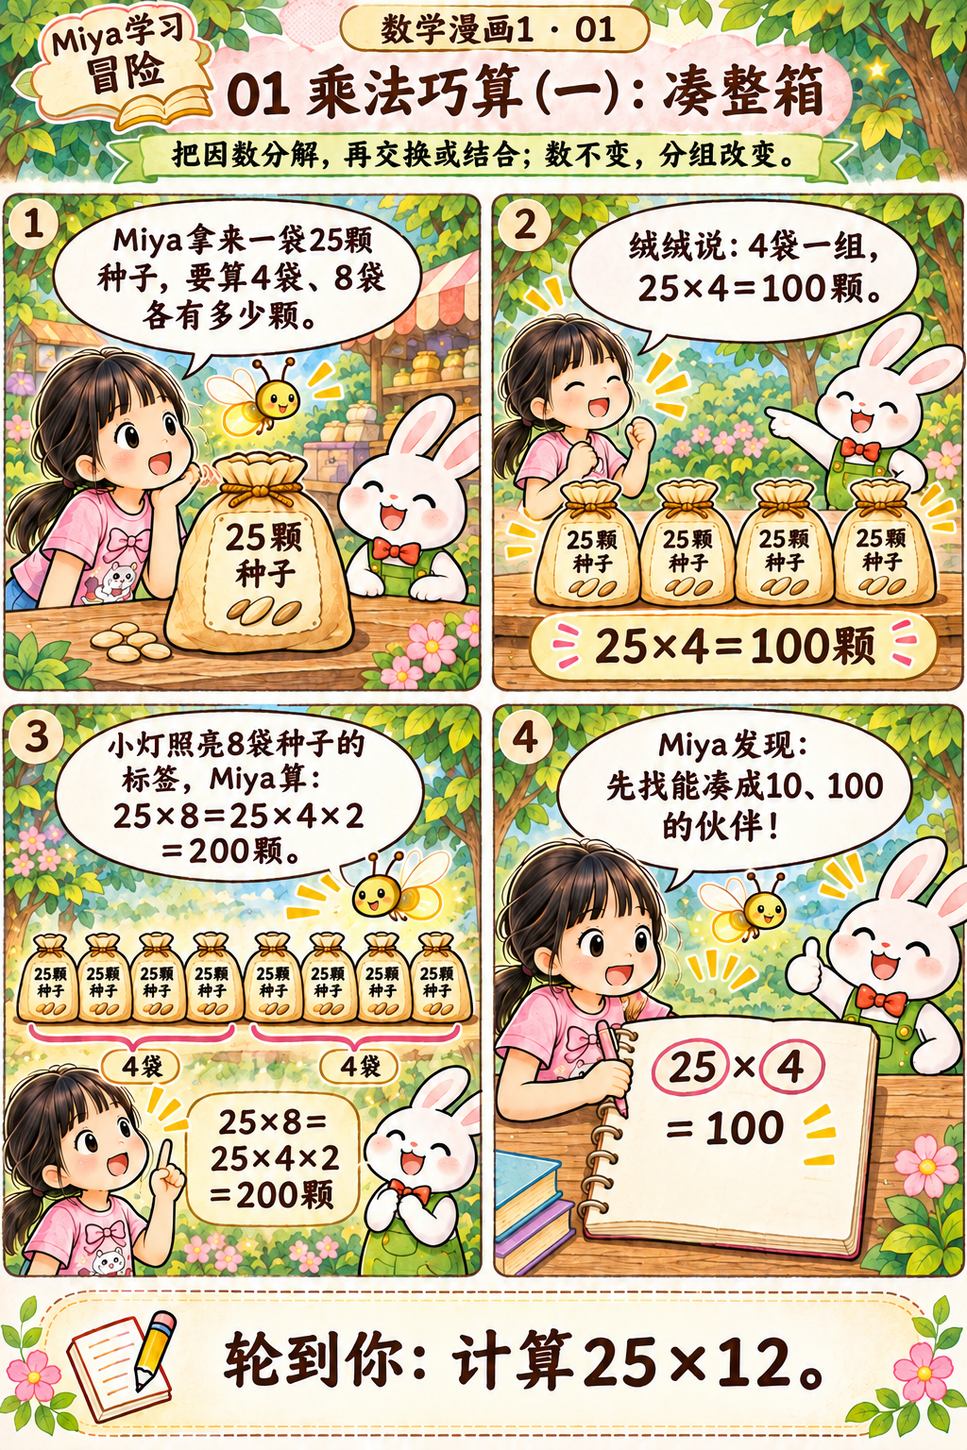 Miya学习
冒险
数学漫画1·01
01 乘法巧算(一)：凑整箱
把因数分解，再交换或结合；数不变，分组改变。
1
Miya拿来一袋25颗
种子，要算4袋、8袋
各有多少颗。
25颗
种子
2
绒绒说：4袋一组，
25×4=100颗。
25颗
种子
25颗
种子
25颗
种子
25颗
种子
25×4=100颗
3
小灯照亮8袋种子的
标签，Miya算：
25×8=25×4×2
=200颗。
25颗
种子
25颗
种子
25颗
种子
25颗
种子
25颗
种子
25颗
种子
25颗
种子
25颗
种子
4袋
4袋
25×8=
25×4×2
=200颗
4
Miya发现：
先找能凑成10、100
的伙伴！
25×4
=100
轮到你：计算25×12。